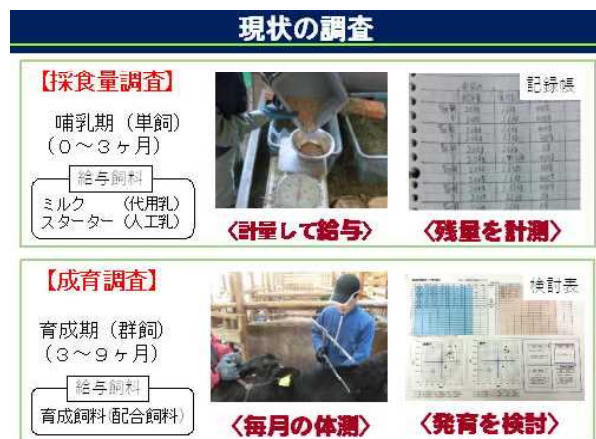 現状の調査
【採食量調査】
哺乳期（単飼）
（０～３ヶ月）
給与飼料
ミルク　　（代用乳）
スターター（人工乳）
〈計量して給与〉
記録帳
〈残量を計測〉
【成育調査】
育成期（群飼）
（３～９ヶ月）
給与飼料
育成飼料(配合飼料)
〈毎月の体測〉
検討表
〈発育を検討〉